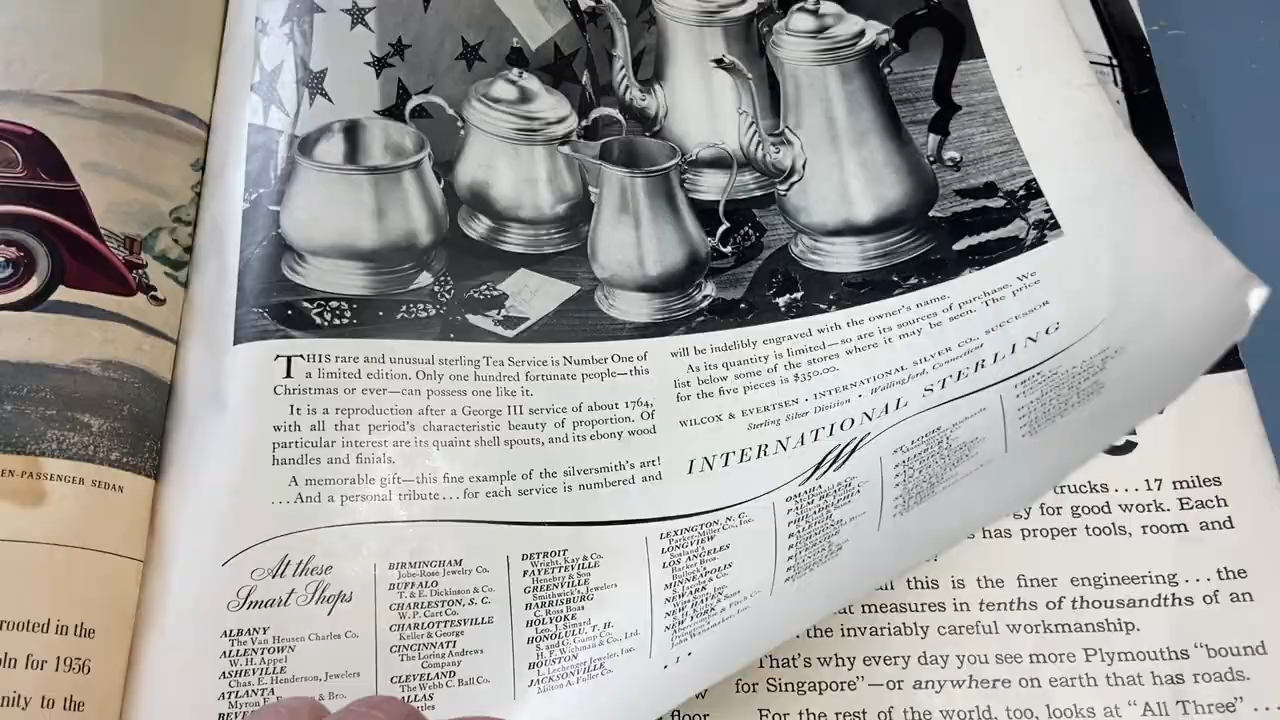 THIS rare and unusual sterling Tea Service is Number One of
a limited edition. Only one hundred fortunate people—this
Christmas or ever—can possess one like it.
It is a reproduction after a George III service of about 1764,
with all that period's characteristic beauty of proportion. Of
particular interest are its quaint shell spouts, and its ebony wood
handles and finials.
A memorable gift—this fine example of the silversmith's art!
...And a personal tribute...for each service is numbered and
will be indelibly engraved with the owner's name.
As its quantity is limited—so are its sources of purchase. We
list below some of the stores where it may be seen. The price
for the five pieces is $350.00.
WILCOX & EVERTSEN • INTERNATIONAL SILVER CO., SUCCESSOR
Sterling Silver Division • Wallingford, Connecticut
INTERNATIONAL STERLING
At these
Smart Shops
ALBANY
The Van Heusen Charles Co.
ALLENTOWN
W. H. Appel
ASHEVILLE
Chas. E. Henderson, Jewelers
ATLANTA
Myron E. & Bro.
BIRMINGHAM
Jobe-Rose Jewelry Co.
BUFFALO
T. & E. Dickinson & Co.
CHARLESTON, S. C.
W. P. Cart Co.
CHARLOTTESVILLE
Keller & George
CINCINNATI
The Loring Andrews
Company
CLEVELAND
The Webb C. Ball Co.
DETROIT
Wright, Kay & Co.
FAYETTEVILLE
Henebry & Son
GREENVILLE
Smithwick's, Jewelers
HARRISBURG
C. Ross Boas
HOLYOKE
Leo J. Simard
HONOLULU, T. H.
S. and G. Gump Co.
H. F. Wichman & Co., Ltd.
HOUSTON
L. Lechenger Jeweler, Inc.
JACKSONVILLE
Milton A. Fuller Co.
LEXINGTON, N. C.
LONGVIEW
LOS ANGELES
MINNEAPOLIS
NEWARK
NEW HAVEN
NEW YORK
OMAHA
PALM BEACH
PHILADELPHIA
RALEIGH
ST. LOUIS
TROY
• 1 •
EN-PASSENGER SEDAN
rooted in the
ln for 1936
nity to the
trucks...17 miles
gy for good work. Each
has proper tools, room and
this is the finer engineering...the
at measures in tenths of thousandths of an
the invariably careful workmanship.
That's why every day you see more Plymouths "bound
for Singapore"—or anywhere on earth that has roads.
For the rest of the world, too, looks at "All Three"...
floor